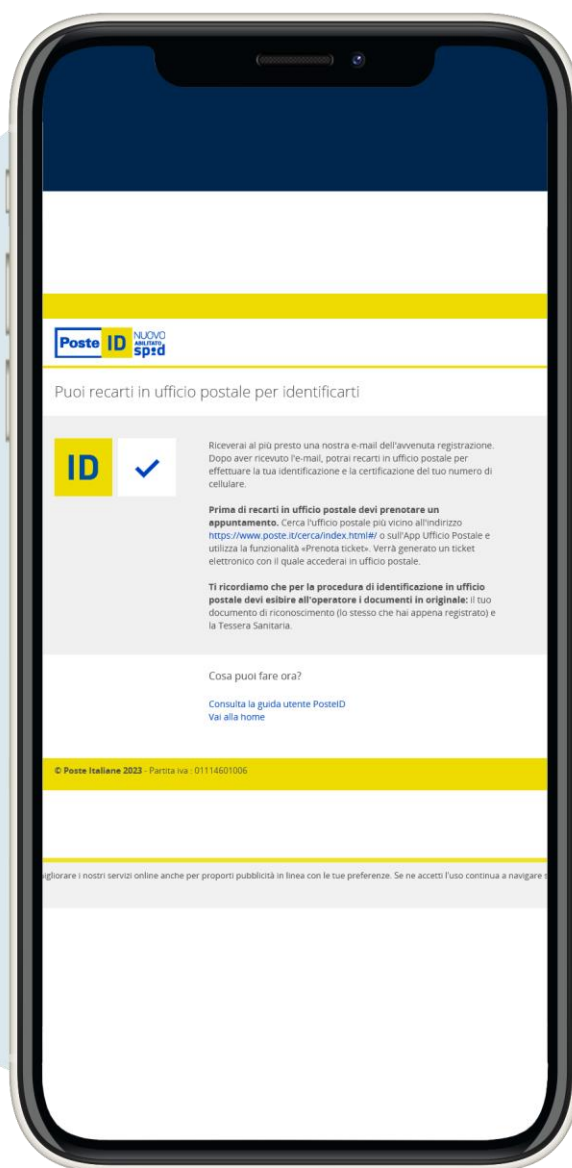 Poste ID NUOVO
ABILITATO
spid
Puoi recarti in ufficio postale per identificarti
ID
Riceverai al più presto una nostra e-mail dell'avvenuta registrazione.
Dopo aver ricevuto l'e-mail, potrai recarti in ufficio postale per
effettuare la tua identificazione e la certificazione del tuo numero di
cellulare.
Prima di recarti in ufficio postale devi prenotare un
appuntamento. Cerca l'ufficio postale più vicino all'indirizzo
https://www.poste.it/cerca/index.html#/ o sull'App Ufficio Postale e
utilizza la funzionalità «Prenota ticket». Verrà generato un ticket
elettronico con il quale accederai in ufficio postale.
Ti ricordiamo che per la procedura di identificazione in ufficio
postale devi esibire all'operatore i documenti in originale: il tuo
documento di riconoscimento (lo stesso che hai appena registrato) e
la Tessera Sanitaria.
Cosa puoi fare ora?
Consulta la guida utente PosteID
Vai alla home
© Poste Italiane 2023 - Partita iva : 01114601006
igliorare i nostri servizi online anche per proporti pubblicità in linea con le tue preferenze. Se ne accetti l'uso continua a navigare s